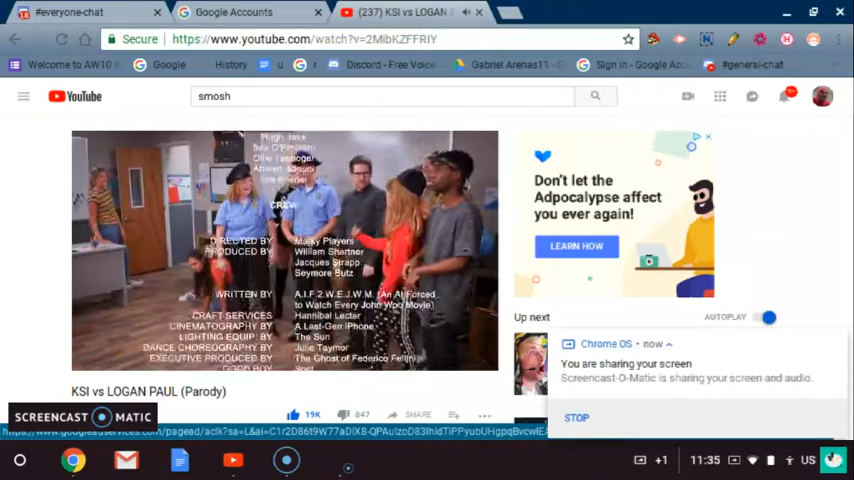 #everyone-chat
Google Accounts
(237) KSI vs LOGAN
Secure https://www.youtube.com/watch?v=2MibKZFFRIY
Welcome to AW10
Google
History
Discord - Free Voice
Gabriel Arenas11 -
Sign in - Google Acc
#general-chat
YouTube
smosh
9+
CREW
DIRECTED BY Malky Players
PRODUCED BY William Shartner
Jacques Strapp
Seymore Butz
WRITTEN BY A.I.F.2.W.E.J.W.M. (An AI Forced
to Watch Every John Woo Movie)
CRAFT SERVICES Hannibal Lecter
CINEMATOGRAPHY BY A Last-Gen iPhone
LIGHTING EQUIP. BY The Sun
DANCE CHOREOGRAPHY BY Julie Taymor
EXECUTIVE PRODUCED BY The Ghost of Federico Fellini
Don't let the
Adpocalypse affect
you ever again!
LEARN HOW
Up next
AUTOPLAY
Chrome OS • now
You are sharing your screen
Screencast-O-Matic is sharing your screen and audio.
STOP
KSI vs LOGAN PAUL (Parody)
19K 847 SHARE
SCREENCAST MATIC
+1 11:35 US